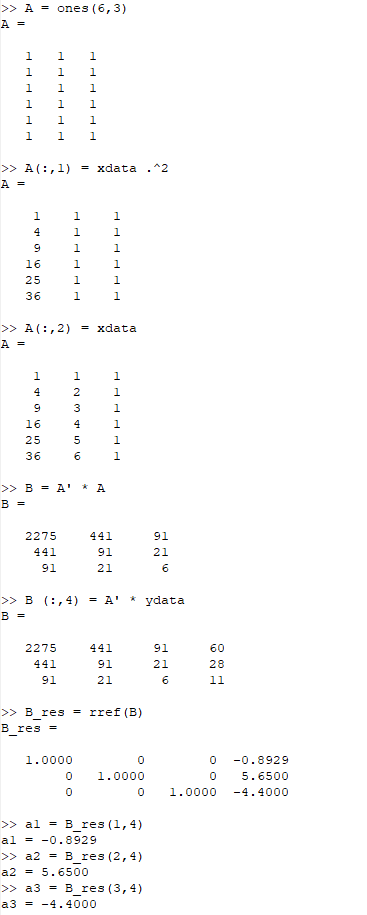 >> A = ones(6,3)
A =
1 1 1
1 1 1
1 1 1
1 1 1
1 1 1
1 1 1
>> A(:,1) = xdata .^2
A =
1 1 1
4 1 1
9 1 1
16 1 1
25 1 1
36 1 1
>> A(:,2) = xdata
A =
1 1 1
4 2 1
9 3 1
16 4 1
25 5 1
36 6 1
>> B = A' * A
B =
2275 441 91
441 91 21
91 21 6
>> B (:,4) = A' * ydata
B =
2275 441 91 60
441 91 21 28
91 21 6 11
>> B_res = rref(B)
B_res =
1.0000 0 0 -0.8929
0 1.0000 0 5.6500
0 0 1.0000 -4.4000
>> a1 = B_res(1,4)
a1 = -0.8929
>> a2 = B_res(2,4)
a2 = 5.6500
>> a3 = B_res(3,4)
a3 = -4.4000